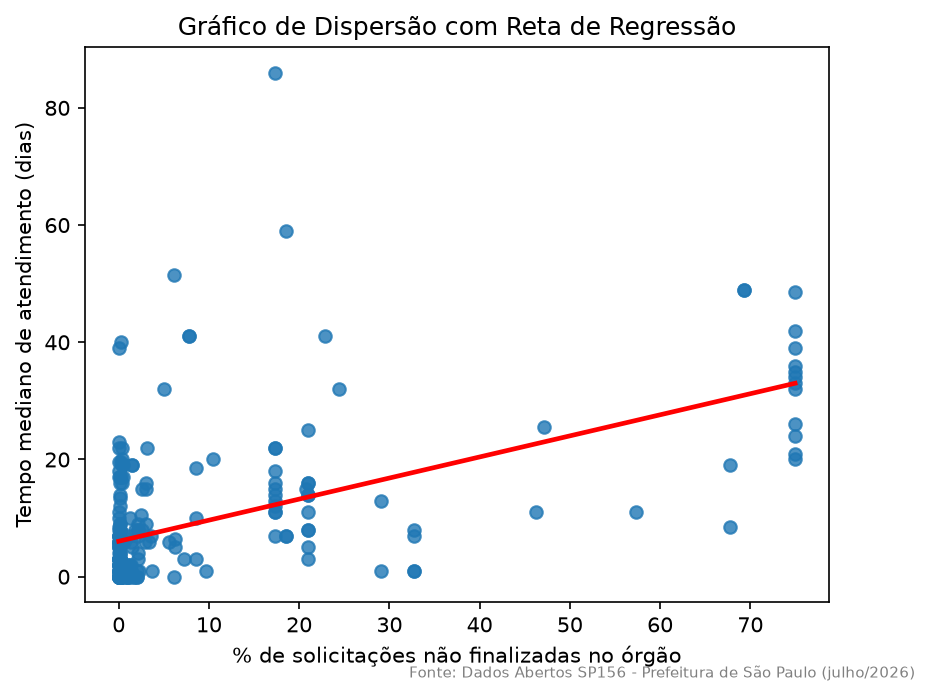 Gráfico de Dispersão com Reta de Regressão
Tempo mediano de atendimento (dias)
80
60
40
20
0
0 10 20 30 40 50 60 70
% de solicitações não finalizadas no órgão
Fonte: Dados Abertos SP156 - Prefeitura de São Paulo (julho/2026)